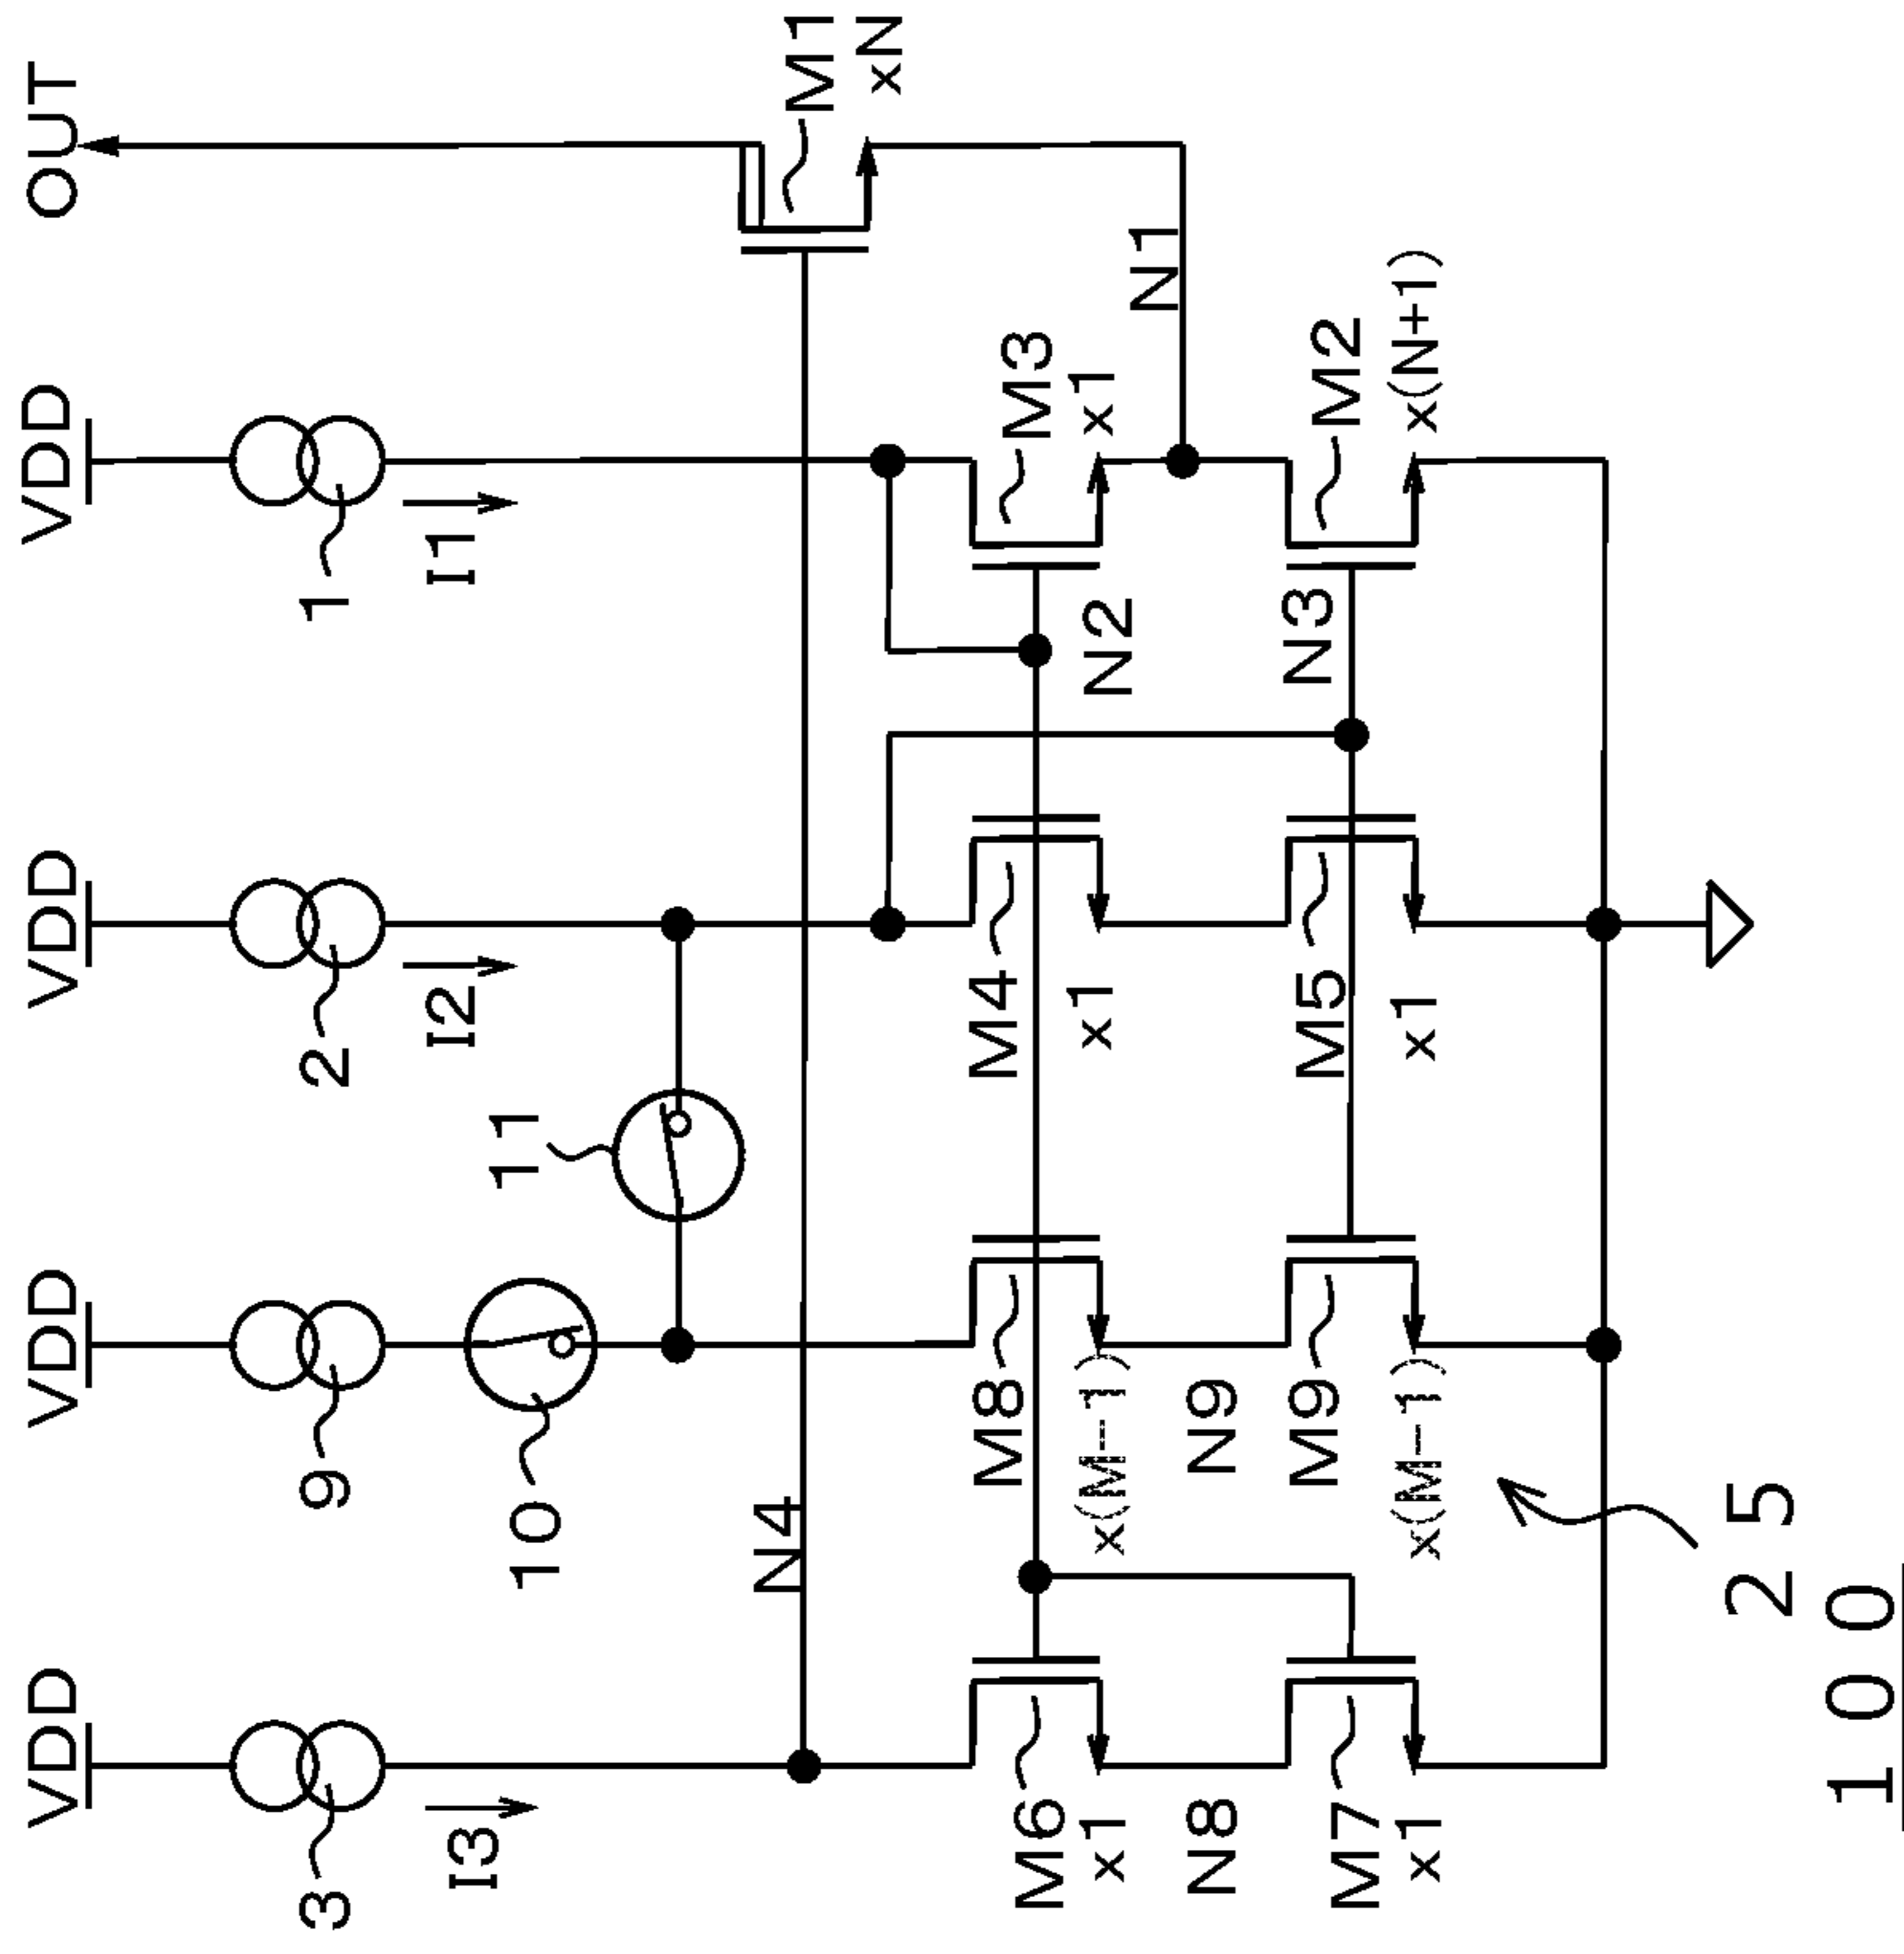 VDD
VDD
VDD
VDD
OUT
3
9
2
1
I3
10
11
I2
I1
N4
M1
xN
M6
x1
M8
x(M-1)
M4
x1
N2
M3
x1
N1
N8
N9
M7
x1
M9
x(M-1)
M5
x1
N3
M2
x(N+1)
25
100